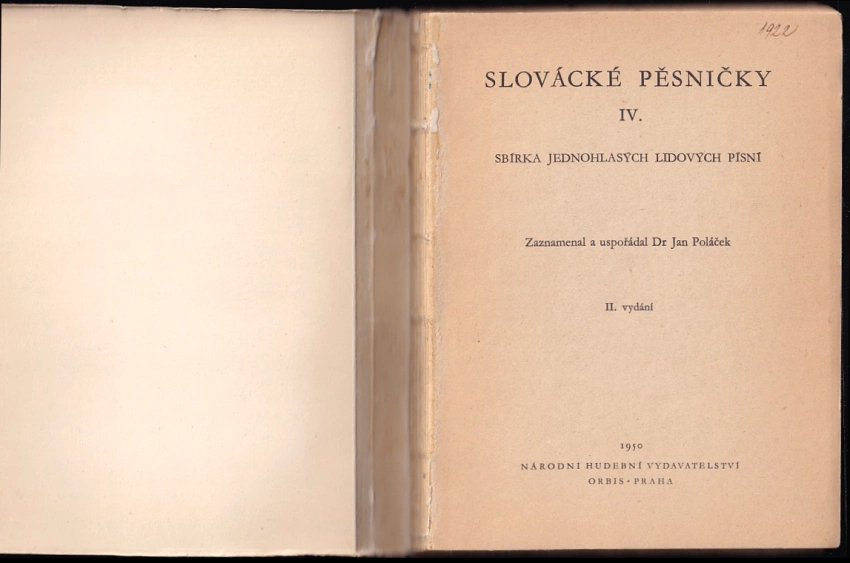 1922
SLOVÁCKÉ PĚSNIČKY
IV.
SBÍRKA JEDNOHLASÝCH LIDOVÝCH PÍSNÍ
Zaznamenal a uspořádal Dr Jan Poláček
II. vydání
1950
NÁRODNI HUDEBNÍ VYDAVATELSTVÍ
ORBIS • PRAHA